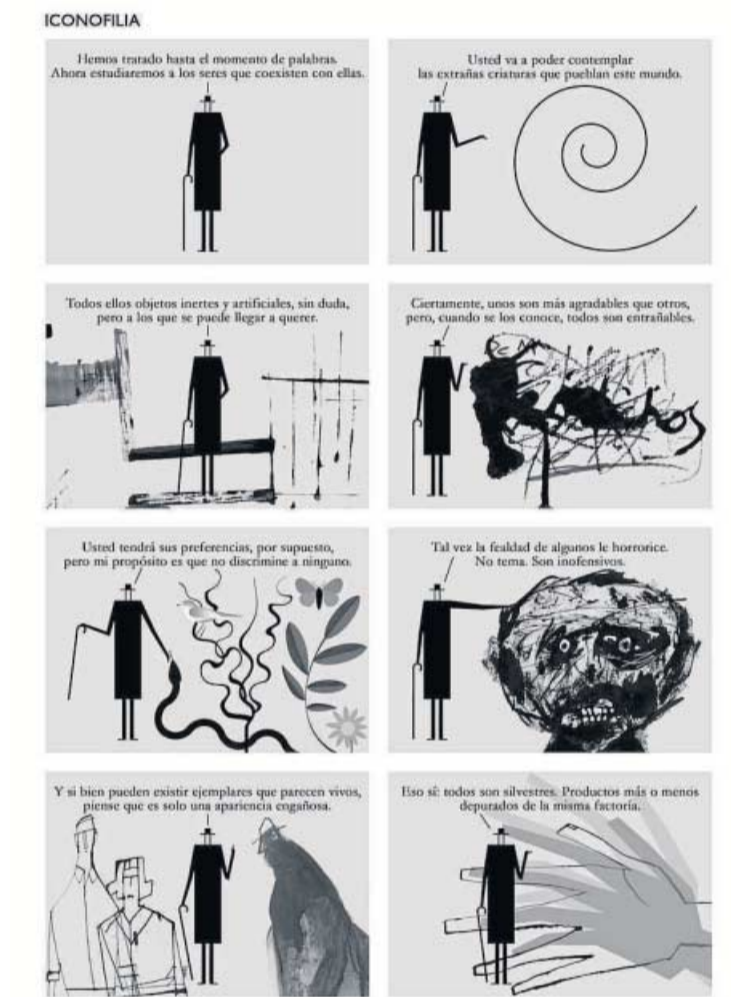 ICONOFILIA
Hemos tratado hasta el momento de palabras.
Ahora estudiaremos a los seres que coexisten con ellas.
Usted va a poder contemplar
las extrañas criaturas que pueblan este mundo.
Todos ellos objetos inertes y artificiales, sin duda,
pero a los que se puede llegar a querer.
Ciertamente, unos son más agradables que otros,
pero, cuando se los conoce, todos son entrañables.
Usted tendrá sus preferencias, por supuesto,
pero mi propósito es que no discrimine a ninguno.
Tal vez la fealdad de algunos le horrorice.
No tema. Son inofensivos.
Y si bien pueden existir ejemplares que parecen vivos,
piense que es solo una apariencia engañosa.
Eso sí: todos son silvestres. Productos más o menos
depurados de la misma factoría.